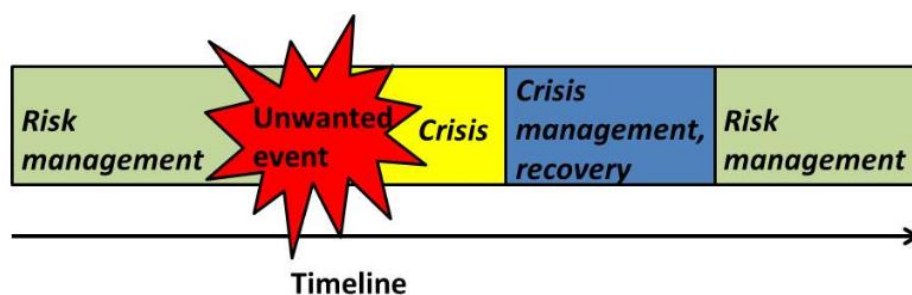 Risk
management
Unwanted
event
Crisis
Crisis
management,
recovery
Risk
management
Timeline